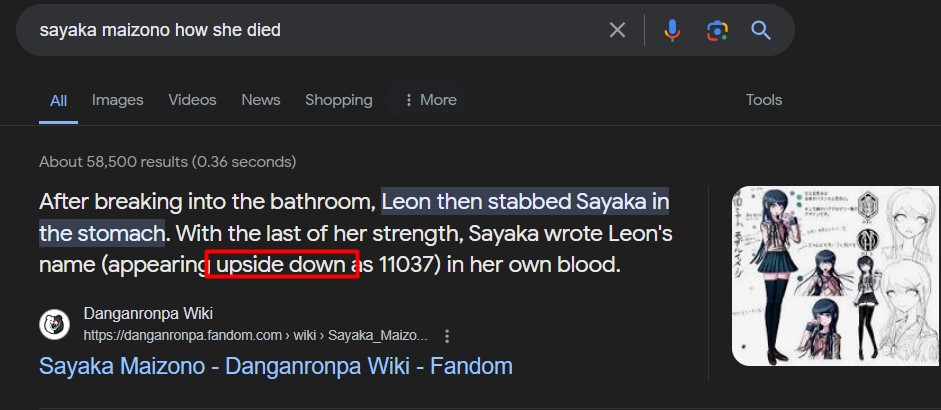 sayaka maizono how she died
All Images Videos News Shopping More Tools
About 58,500 results (0.36 seconds)
After breaking into the bathroom, Leon then stabbed Sayaka in
the stomach. With the last of her strength, Sayaka wrote Leon's
name (appearing upside down as 11037) in her own blood.
Danganronpa Wiki
https://danganronpa.fandom.com › wiki › Sayaka_Maizo...
Sayaka Maizono - Danganronpa Wiki - Fandom